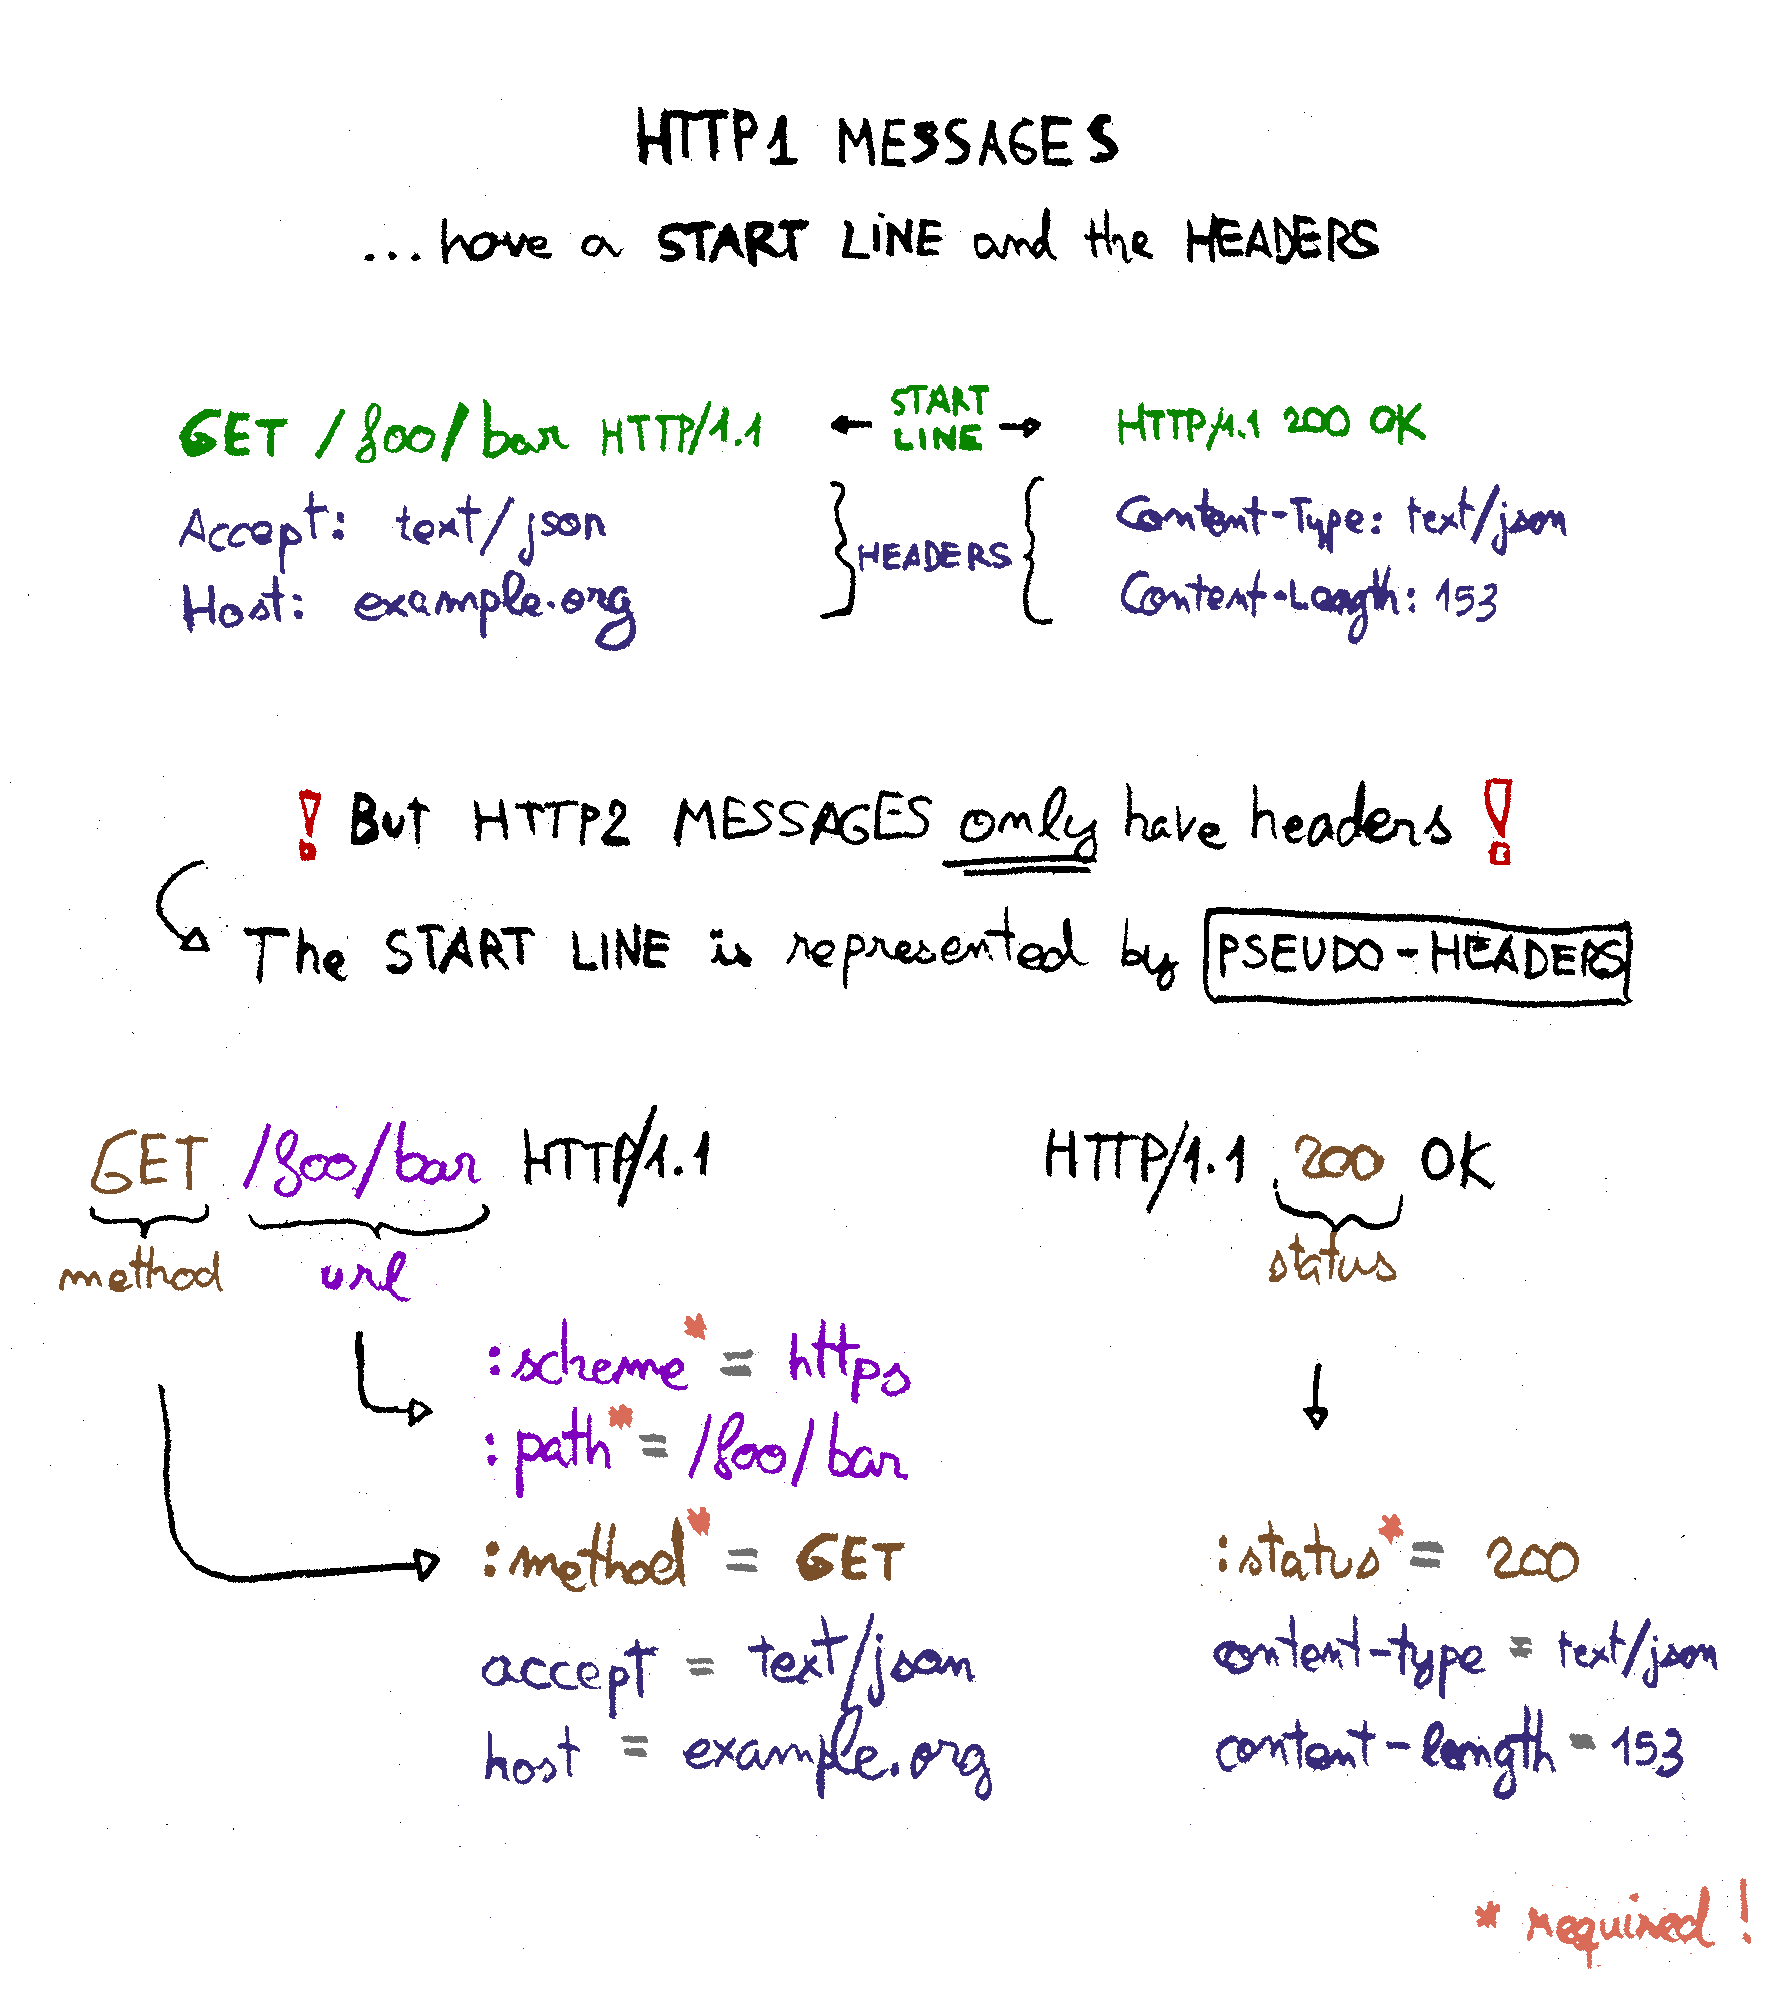 HTTP1 MESSAGES
...have a START LINE and the HEADERS
GET /foo/bar HTTP/1.1
START LINE
HTTP/1.1 200 OK
Accept: text/json
Host: example.org
HEADERS
Content-Type: text/json
Content-Length: 153
! But HTTP2 MESSAGES only have headers !
The START LINE is represented by PSEUDO-HEADERS
GET /foo/bar HTTP/1.1
method url
HTTP/1.1 200 OK
status
:scheme* = https
:path* = /foo/bar
:method* = GET
accept = text/json
host = example.org
:status* = 200
content-type = text/json
content-length = 153
* required!